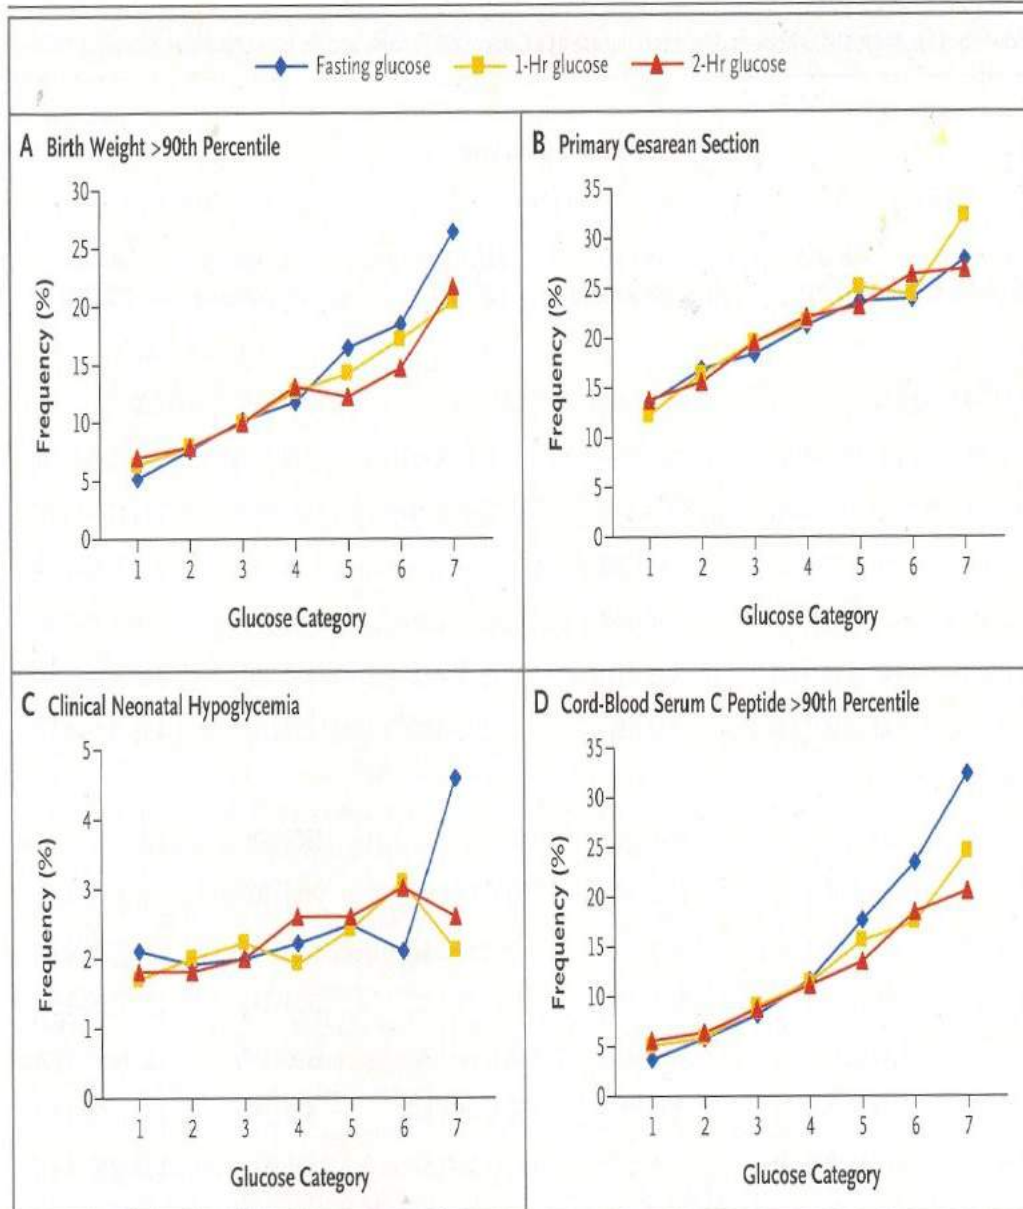 Fasting glucose 1-Hr glucose 2-Hr glucose
A Birth Weight >90th Percentile
30
25
20
15
10
5
0
Frequency (%)
1 2 3 4 5 6 7
Glucose Category
B Primary Cesarean Section
35
30
25
20
15
10
5
0
Frequency (%)
1 2 3 4 5 6 7
Glucose Category
C Clinical Neonatal Hypoglycemia
5
4
3
2
1
0
Frequency (%)
1 2 3 4 5 6 7
Glucose Category
D Cord-Blood Serum C Peptide >90th Percentile
35
30
25
20
15
10
5
0
Frequency (%)
1 2 3 4 5 6 7
Glucose Category